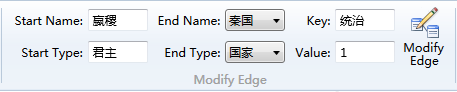 Start Name: 嬴稷 End Name: 秦国 Key: 统治
Start Type: 君主 End Type: 国家 Value: 1
Modify Edge
Modify Edge